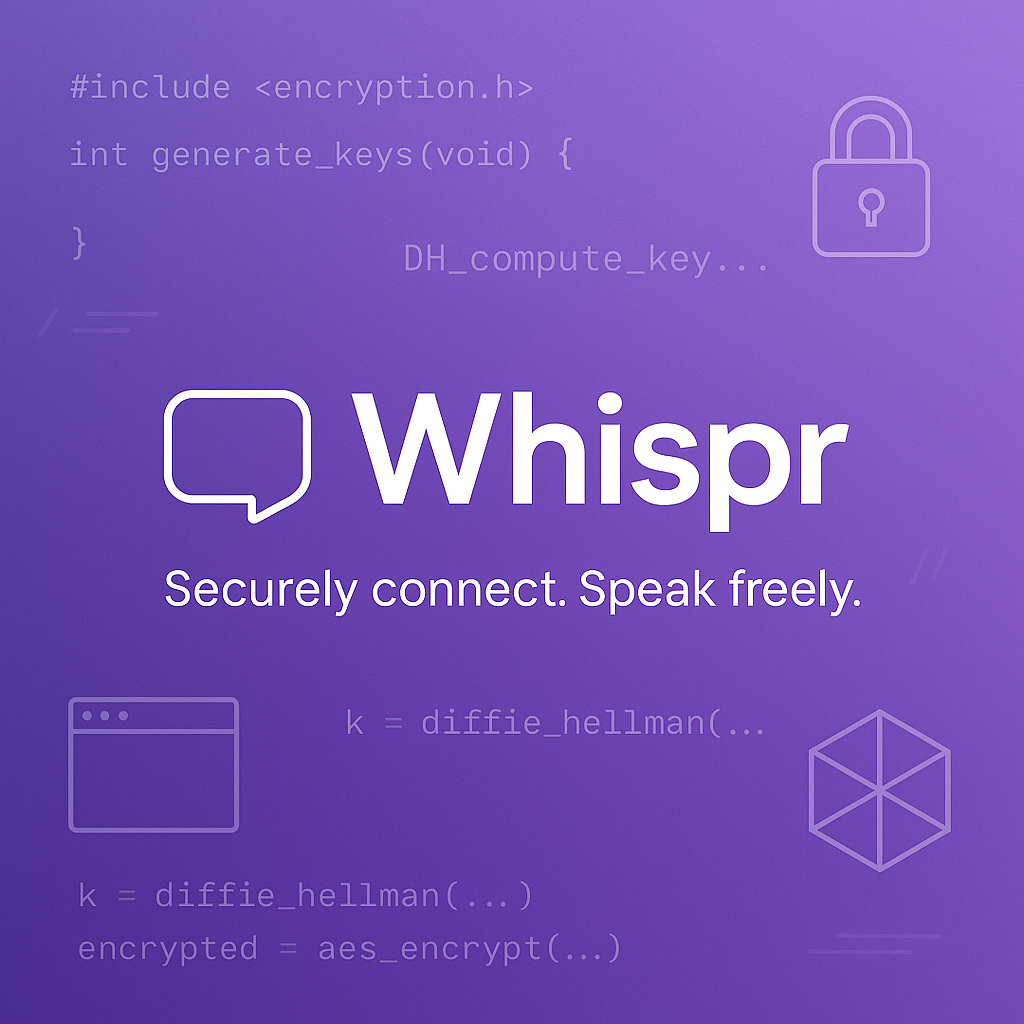 #include <encryption.h>
int generate_keys(void) {
}
DH_compute_key...
Whispr
Securely connect. Speak freely.
//
k = diffie_hellman(...
k = diffie_hellman(...)
encrypted = aes_encrypt(...)